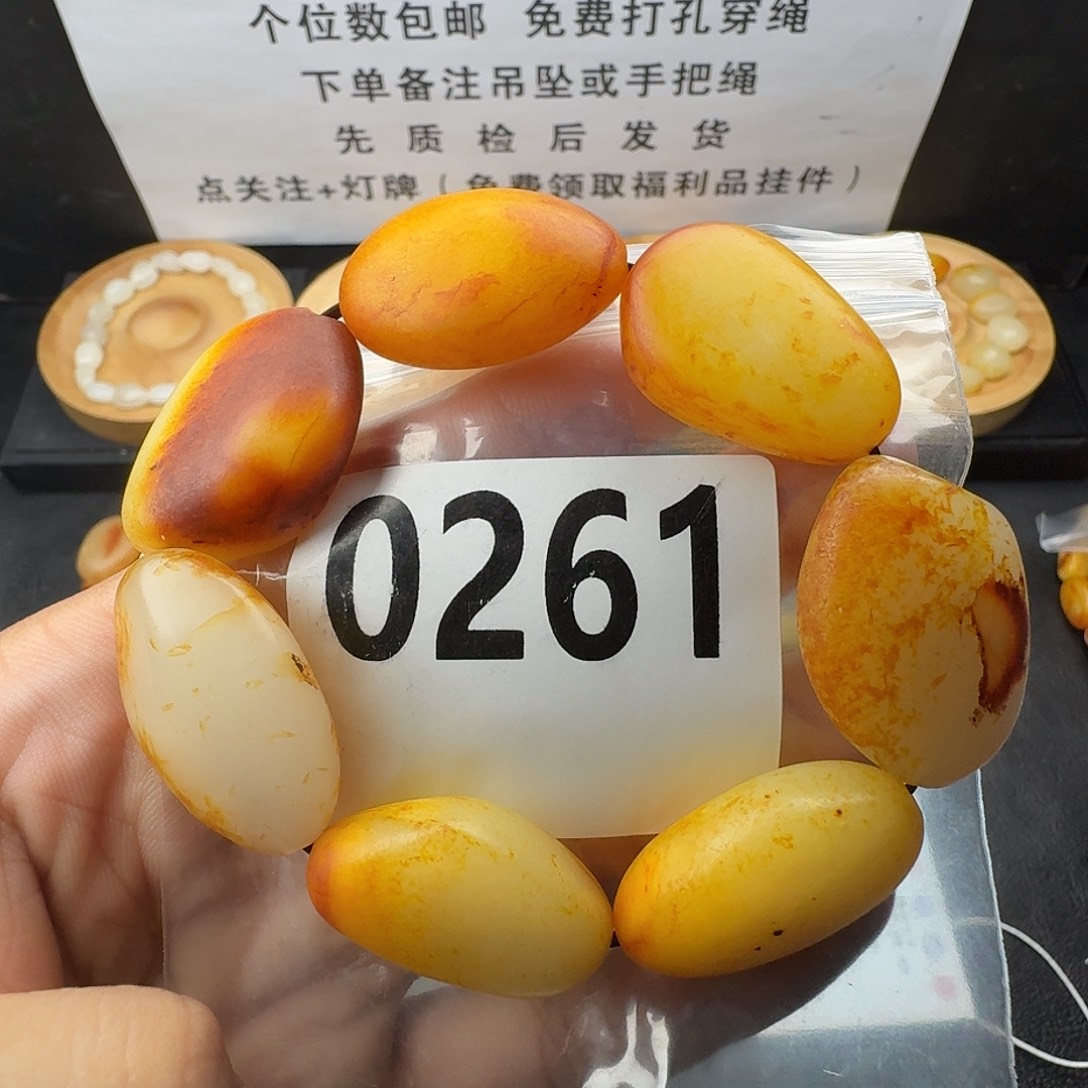 个位数包邮 免费打孔穿绳
下单备注吊坠或手把绳
先质检后发货
点关注+灯牌（免费领取福利品挂件）
0261